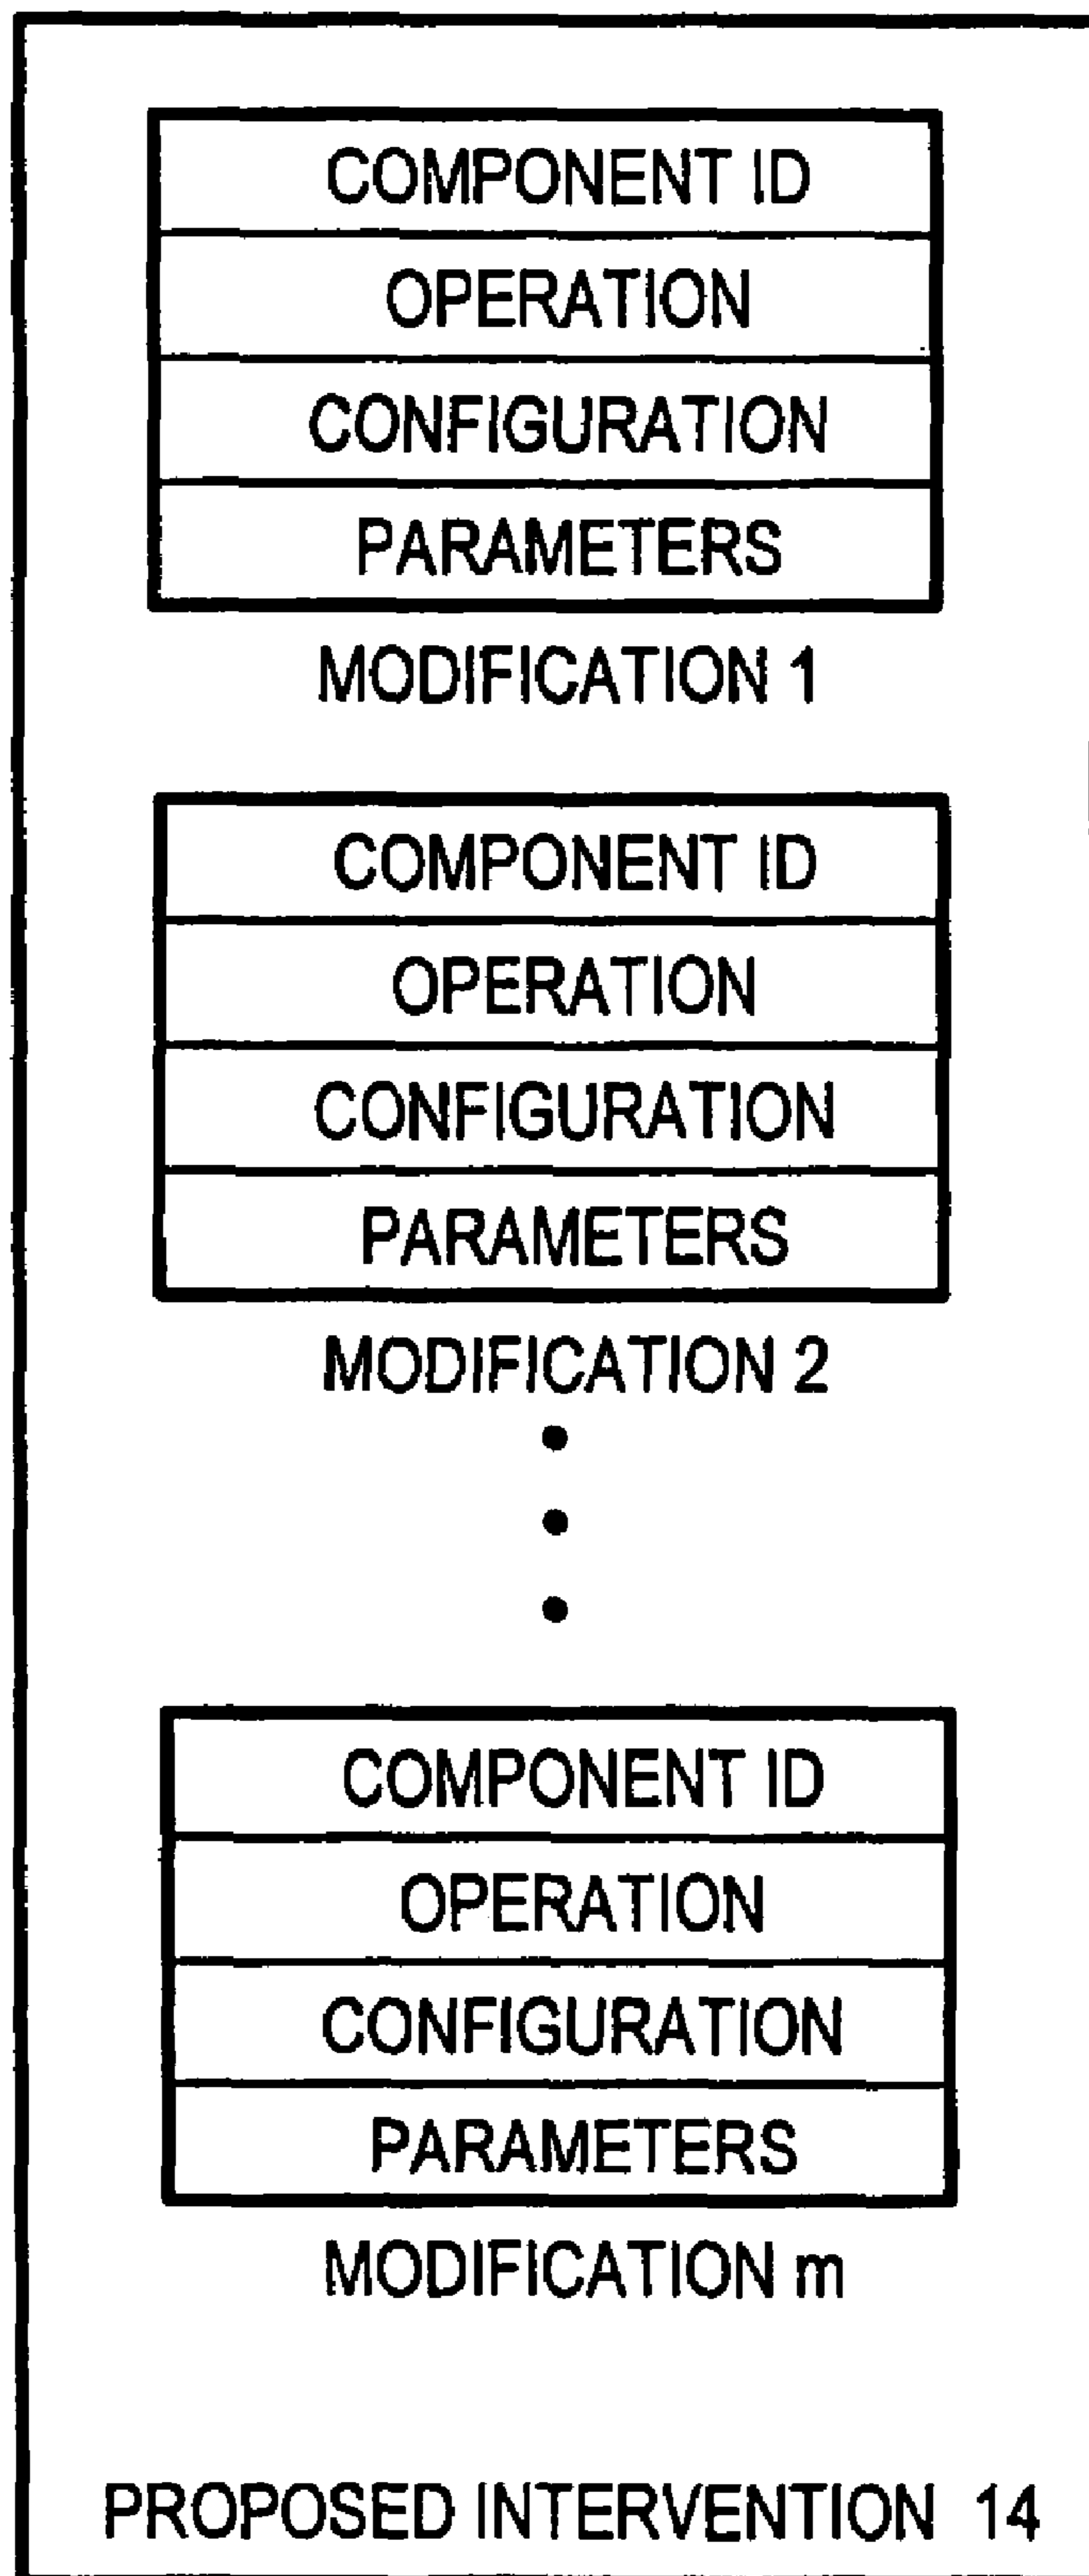 COMPONENT ID
OPERATION
CONFIGURATION
PARAMETERS
MODIFICATION 1
COMPONENT ID
OPERATION
CONFIGURATION
PARAMETERS
MODIFICATION 2
COMPONENT ID
OPERATION
CONFIGURATION
PARAMETERS
MODIFICATION m
PROPOSED INTERVENTION 14